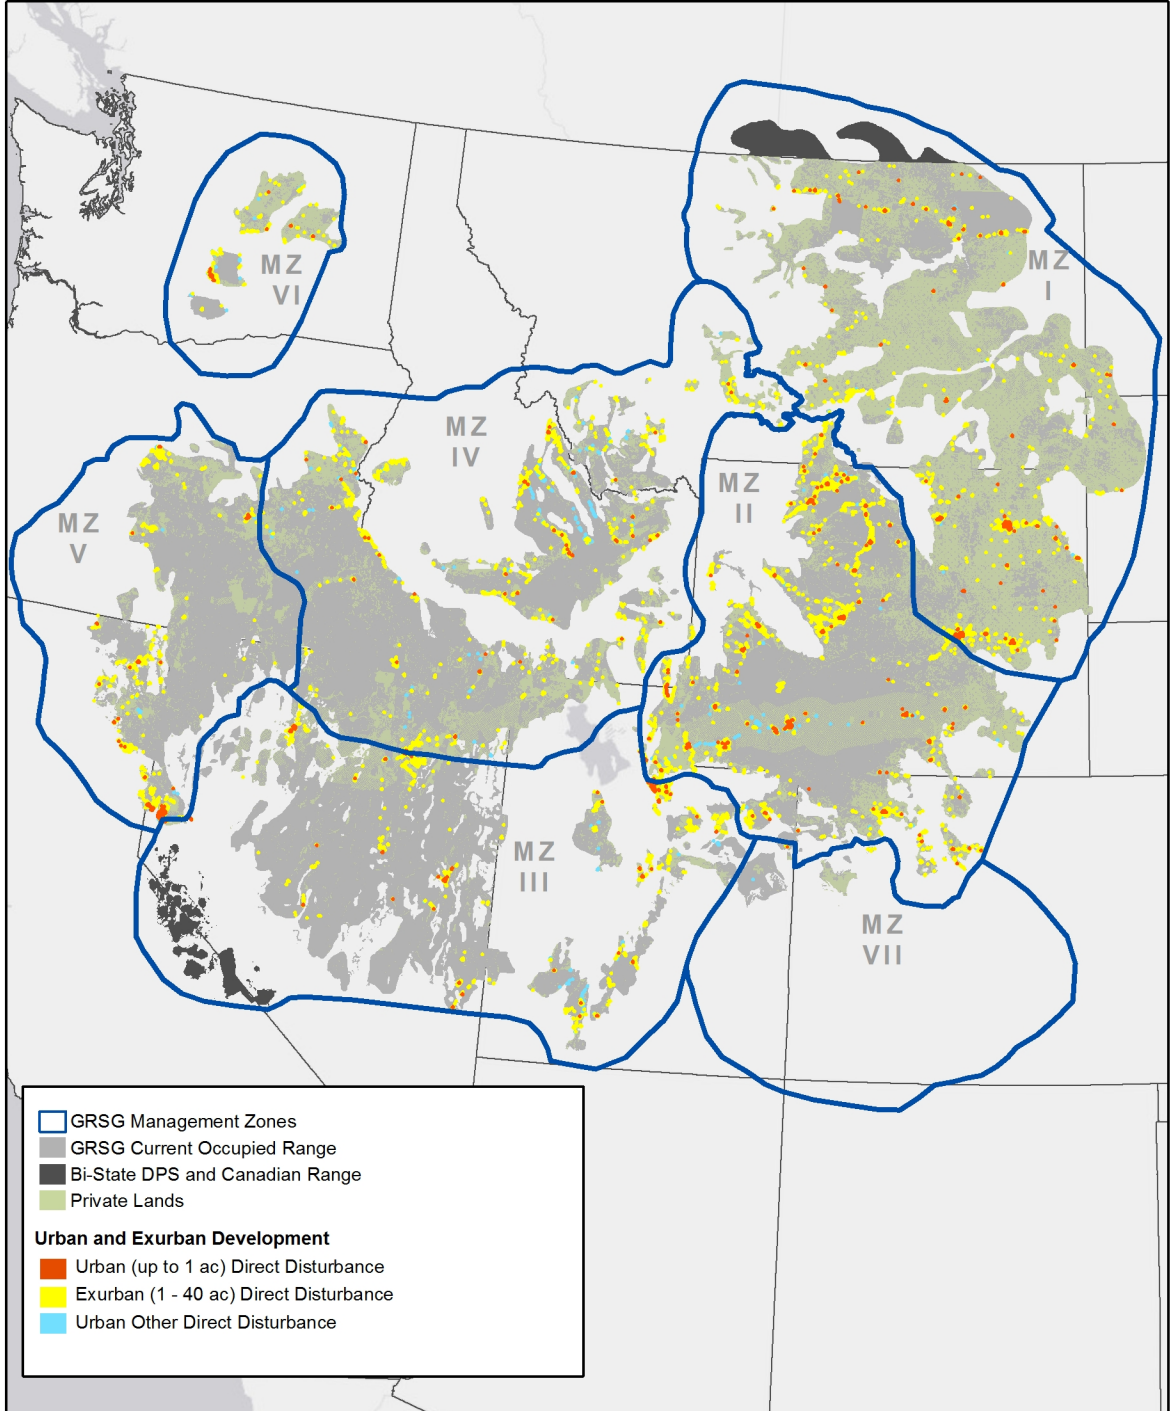 MZ
VI
MZ
I
MZ
IV
MZ
II
MZ
V
MZ
III
MZ
VII
GRSG Management Zones
GRSG Current Occupied Range
Bi-State DPS and Canadian Range
Private Lands
Urban and Exurban Development
Urban (up to 1 ac) Direct Disturbance
Exurban (1 - 40 ac) Direct Disturbance
Urban Other Direct Disturbance